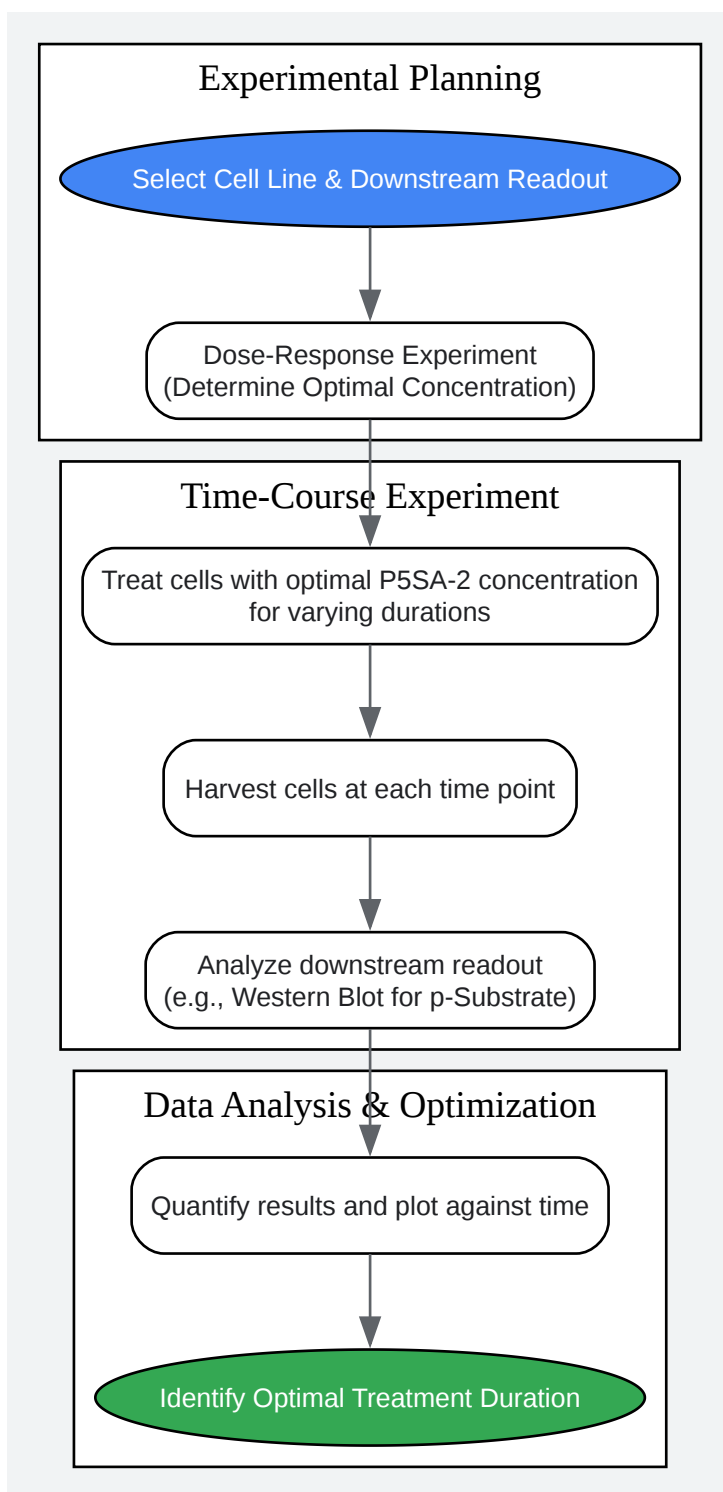 Experimental Planning
Select Cell Line & Downstream Readout
Dose-Response Experiment
(Determine Optimal Concentration)
Time-Course Experiment
Treat cells with optimal P5SA-2 concentration
for varying durations
Harvest cells at each time point
Analyze downstream readout
(e.g., Western Blot for p-Substrate)
Data Analysis & Optimization
Quantify results and plot against time
Identify Optimal Treatment Duration